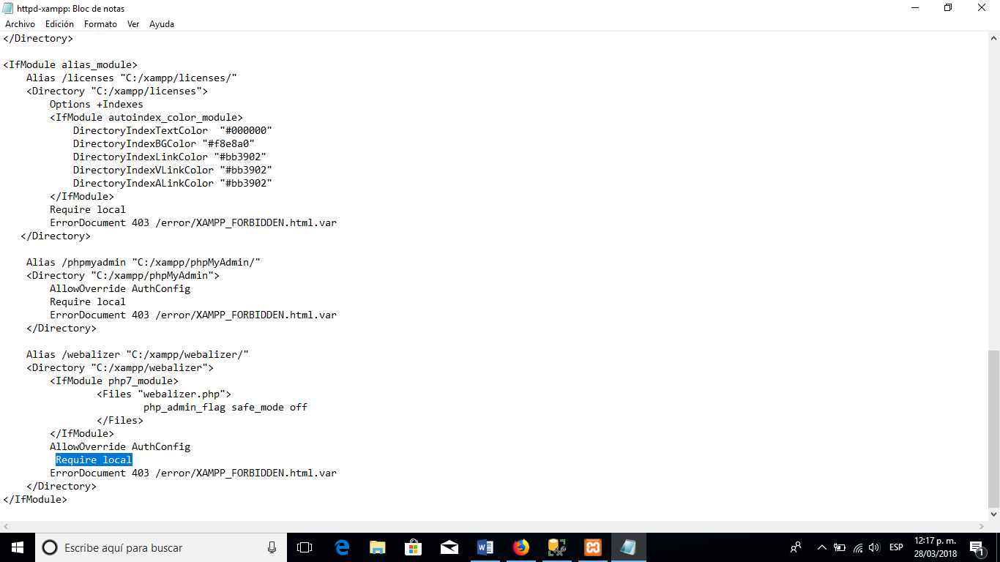 httpd-xampp: Bloc de notas
Archivo Edición Formato Ver Ayuda
</Directory>
<IfModule alias_module>
    Alias /licenses "C:/xampp/licenses/"
    <Directory "C:/xampp/licenses">
        Options +Indexes
        <IfModule autoindex_color_module>
            DirectoryIndexTextColor  "#000000"
            DirectoryIndexBGColor "#f8e8a0"
            DirectoryIndexLinkColor "#bb3902"
            DirectoryIndexVLinkColor "#bb3902"
            DirectoryIndexALinkColor "#bb3902"
        </IfModule>
        Require local
        ErrorDocument 403 /error/XAMPP_FORBIDDEN.html.var
   </Directory>
    Alias /phpmyadmin "C:/xampp/phpMyAdmin/"
    <Directory "C:/xampp/phpMyAdmin">
        AllowOverride AuthConfig
        Require local
        ErrorDocument 403 /error/XAMPP_FORBIDDEN.html.var
    </Directory>
    Alias /webalizer "C:/xampp/webalizer/"
    <Directory "C:/xampp/webalizer">
        <IfModule php7_module>
                <Files "webalizer.php">
                        php_admin_flag safe_mode off
                </Files>
        </IfModule>
        AllowOverride AuthConfig
         Require local
        ErrorDocument 403 /error/XAMPP_FORBIDDEN.html.var
    </Directory>
</IfModule>
Escribe aquí para buscar
ESP
12:17 p. m.
28/03/2018
1